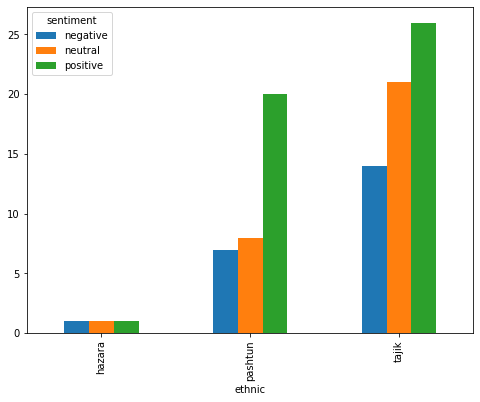 sentiment
negative
neutral
positive
25
20
15
10
5
0
hazara
pashtun
tajik
ethnic